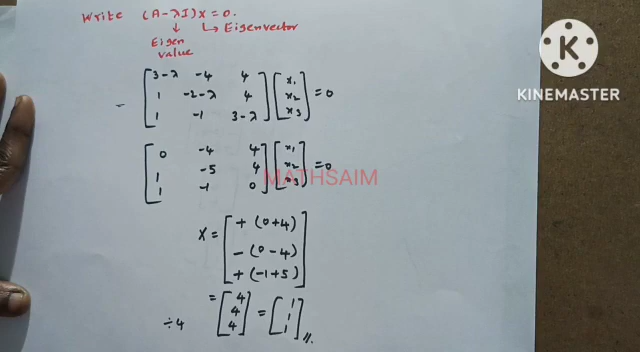 Write (A-λI)x = 0.
↓ ↳ Eigenvector
Eigen
value
KINEMASTER
[3-λ -4 4] [x₁]
[1 -2-λ 4] [x₂] = 0
[1 -1 3-λ] [x₃]
[0 -4 4] [x₁]
[1 -5 4] [x₂] = 0
[1 -1 0] [x₃]
MATHSAIM
[+ (0+4)]
X = [- (0-4)]
[+ (-1+5)]
= [4] = [1]
÷4 [4] [1]
[4] [1]//.